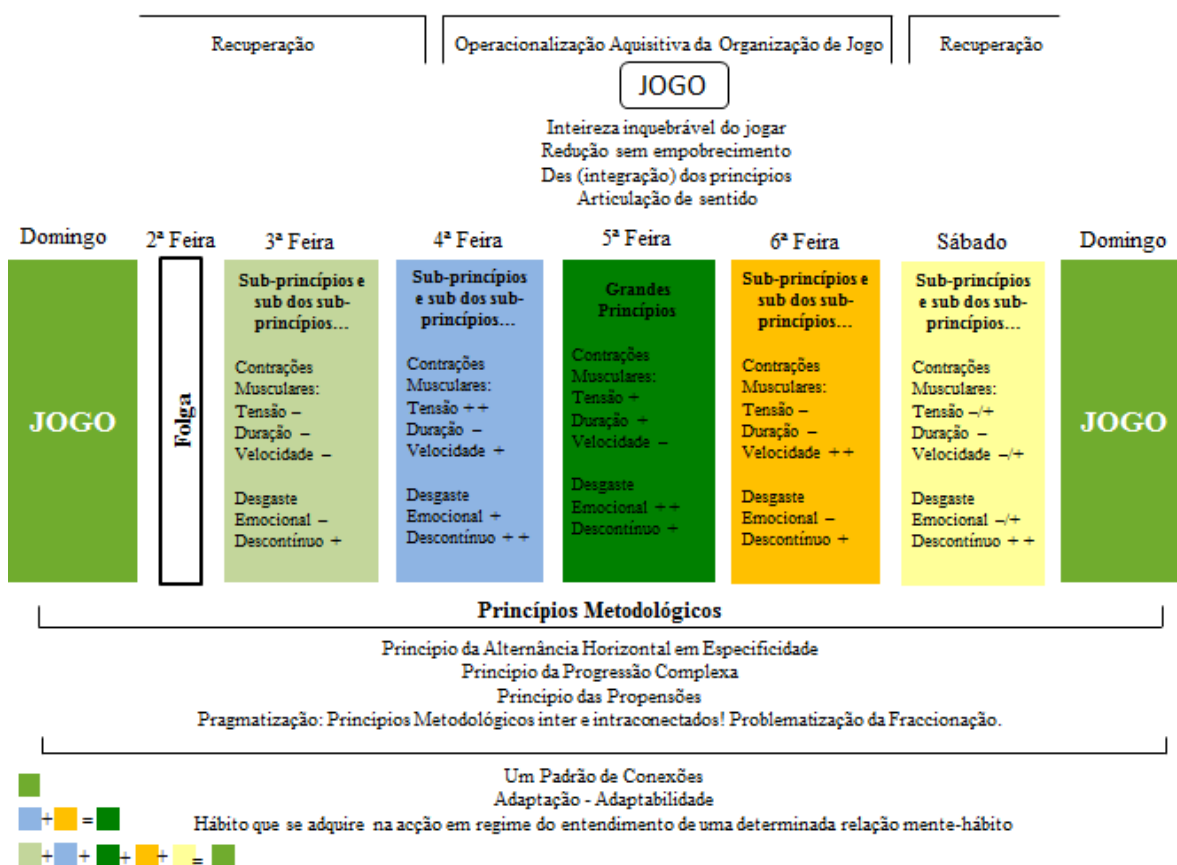 Recuperação
Operacionalização Aquisitiva da Organização de Jogo
Recuperação
JOGO
Inteireza inquebrável do jogar
Redução sem empobrecimento
Des (integração) dos principios
Articulação de sentido
Domingo
2ª Feira
3ª Feira
4ª Feira
5ª Feira
6ª Feira
Sábado
Domingo
JOGO
Folga
Sub-princípios e
sub dos sub-
princípios...
Contrações
Musculares:
Tensão –
Duração –
Velocidade –
Desgaste
Emocional –
Descontínuo +
Sub-princípios
e sub dos sub-
princípios...
Contrações
Musculares:
Tensão ++
Duração –
Velocidade +
Desgaste
Emocional +
Descontínuo ++
Grandes
Princípios
Contrações
Musculares:
Tensão +
Duração +
Velocidade –
Desgaste
Emocional ++
Descontínuo +
Sub-princípios e
sub dos sub-
princípios...
Contrações
Musculares:
Tensão –
Duração –
Velocidade ++
Desgaste
Emocional –
Descontínuo +
Sub-princípios e
sub dos sub-
princípios...
Contrações
Musculares:
Tensão –/+
Duração –
Velocidade –/+
Desgaste
Emocional –/+
Descontínuo ++
JOGO
Princípios Metodológicos
Principio da Alternância Horizontal em Especificidade
Principio da Progressão Complexa
Principio das Propensões
Pragmatização: Princípios Metodológicos inter e intraconectados! Problematização da Fraccionação.
Um Padrão de Conexões
Adaptação - Adaptabilidade
Hábito que se adquire na acção em regime do entendimento de uma determinada relação mente-hábito
+ =
+ + + + =